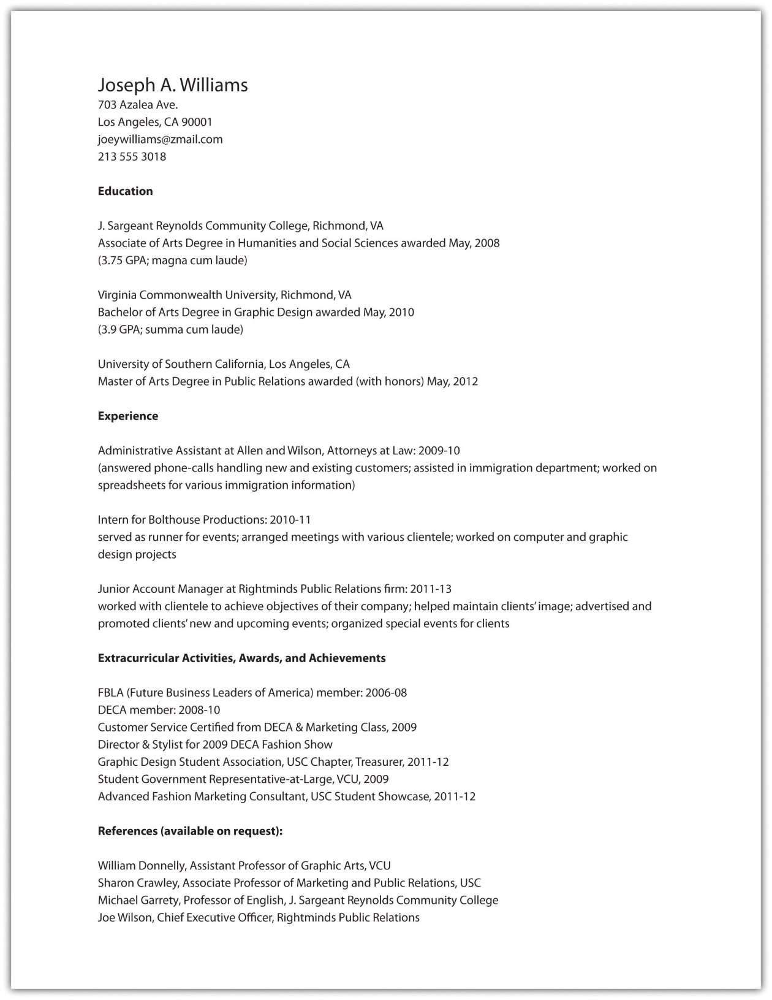 Joseph A. Williams
703 Azalea Ave.
Los Angeles, CA 90001
joeywilliams@zmail.com
213 555 3018
Education
J. Sargeant Reynolds Community College, Richmond, VA
Associate of Arts Degree in Humanities and Social Sciences awarded May, 2008
(3.75 GPA; magna cum laude)
Virginia Commonwealth University, Richmond, VA
Bachelor of Arts Degree in Graphic Design awarded May, 2010
(3.9 GPA; summa cum laude)
University of Southern California, Los Angeles, CA
Master of Arts Degree in Public Relations awarded (with honors) May, 2012
Experience
Administrative Assistant at Allen and Wilson, Attorneys at Law: 2009-10
(answered phone-calls handling new and existing customers; assisted in immigration department; worked on
spreadsheets for various immigration information)
Intern for Bolthouse Productions: 2010-11
served as runner for events; arranged meetings with various clientele; worked on computer and graphic
design projects
Junior Account Manager at Rightminds Public Relations firm: 2011-13
worked with clientele to achieve objectives of their company; helped maintain clients’ image; advertised and
promoted clients’ new and upcoming events; organized special events for clients
Extracurricular Activities, Awards, and Achievements
FBLA (Future Business Leaders of America) member: 2006-08
DECA member: 2008-10
Customer Service Certified from DECA & Marketing Class, 2009
Director & Stylist for 2009 DECA Fashion Show
Graphic Design Student Association, USC Chapter, Treasurer, 2011-12
Student Government Representative-at-Large, VCU, 2009
Advanced Fashion Marketing Consultant, USC Student Showcase, 2011-12
References (available on request):
William Donnelly, Assistant Professor of Graphic Arts, VCU
Sharon Crawley, Associate Professor of Marketing and Public Relations, USC
Michael Garrety, Professor of English, J. Sargeant Reynolds Community College
Joe Wilson, Chief Executive Officer, Rightminds Public Relations